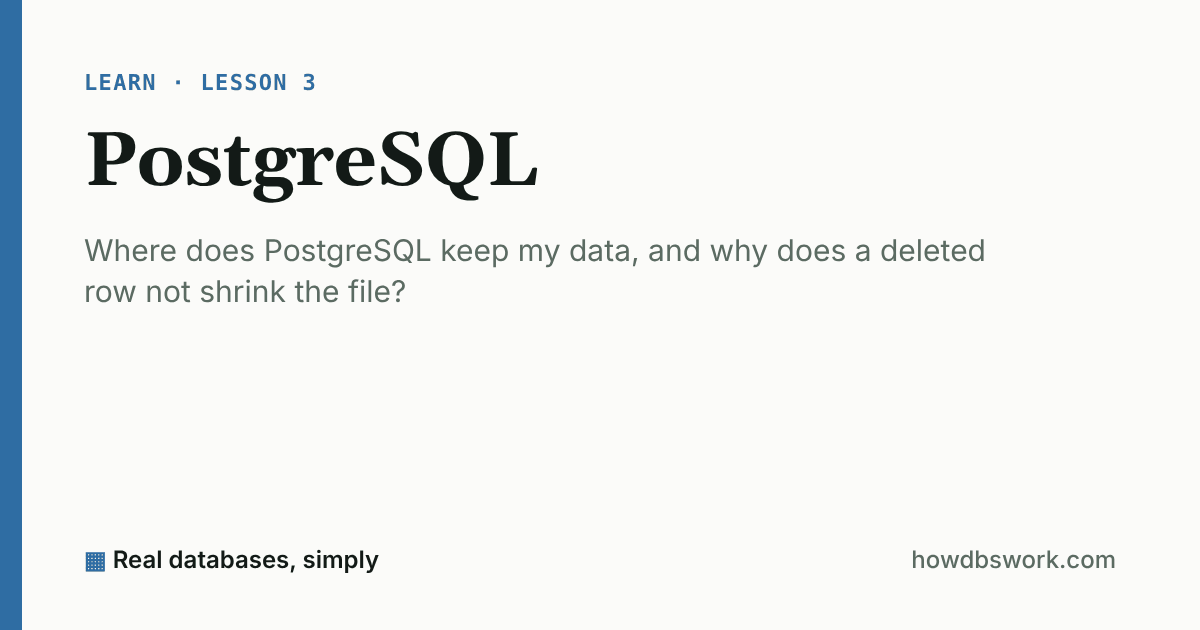 LEARN · LESSON 3
PostgreSQL
Where does PostgreSQL keep my data, and why does a deleted
row not shrink the file?
Real databases, simply
howdbswork.com